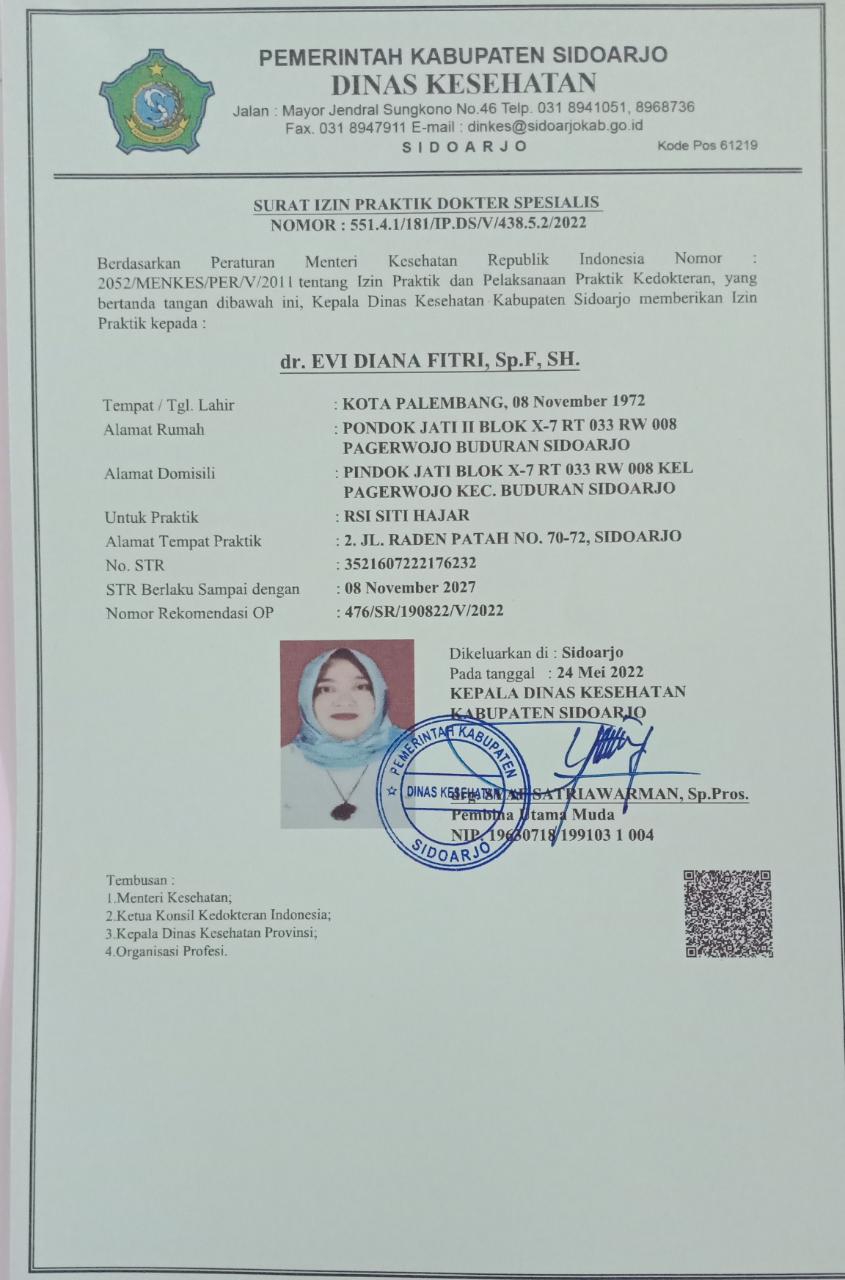 PEMERINTAH KABUPATEN SIDOARJO
DINAS KESEHATAN
Jalan : Mayor Jendral Sungkono No.46 Telp. 031 8941051, 8968736
Fax. 031 8947911 E-mail : dinkes@sidoarjokab.go.id
SIDOARJO Kode Pos 61219
SURAT IZIN PRAKTIK DOKTER SPESIALIS
NOMOR : 551.4.1/181/IP.DS/V/438.5.2/2022
Berdasarkan Peraturan Menteri Kesehatan Republik Indonesia Nomor :
2052/MENKES/PER/V/2011 tentang Izin Praktik dan Pelaksanaan Praktik Kedokteran, yang
bertanda tangan dibawah ini, Kepala Dinas Kesehatan Kabupaten Sidoarjo memberikan Izin
Praktik kepada :
dr. EVI DIANA FITRI, Sp.F, SH.
Tempat / Tgl. Lahir : KOTA PALEMBANG, 08 November 1972
Alamat Rumah : PONDOK JATI II BLOK X-7 RT 033 RW 008
PAGERWOJO BUDURAN SIDOARJO
Alamat Domisili : PINDOK JATI BLOK X-7 RT 033 RW 008 KEL
PAGERWOJO KEC. BUDURAN SIDOARJO
Untuk Praktik : RSI SITI HAJAR
Alamat Tempat Praktik : 2. JL. RADEN PATAH NO. 70-72, SIDOARJO
No. STR : 3521607222176232
STR Berlaku Sampai dengan : 08 November 2027
Nomor Rekomendasi OP : 476/SR/190822/V/2022
Dikeluarkan di : Sidoarjo
Pada tanggal : 24 Mei 2022
KEPALA DINAS KESEHATAN
KABUPATEN SIDOARJO
PEMERINTAH KABUPATEN
DINAS KESEHATAN
SIDOARJO
drg. SYAF SATRIAWARMAN, Sp.Pros.
Pembina Utama Muda
NIP. 19630718 199103 1 004
Tembusan :
1.Menteri Kesehatan;
2.Ketua Konsil Kedokteran Indonesia;
3.Kepala Dinas Kesehatan Provinsi;
4.Organisasi Profesi.